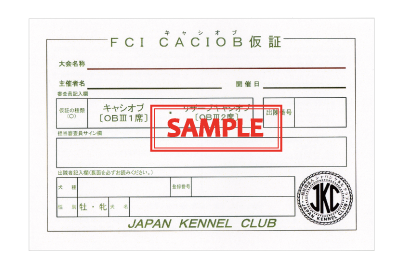 キャシオブ
FCI CACIOB仮証
大会名称
主催者名 開催日
審査員記入欄
仮証の種類(○) キャシオブ [OBⅢ1席] ・ リザーブキャシオブ [OBⅢ2席] 出陳番号
SAMPLE
担当審査員サイン欄
出陳者記入欄(裏面を必ずお読みください。)
犬種 登録番号
性別 牡・牝 犬名
JKC
JAPAN KENNEL CLUB